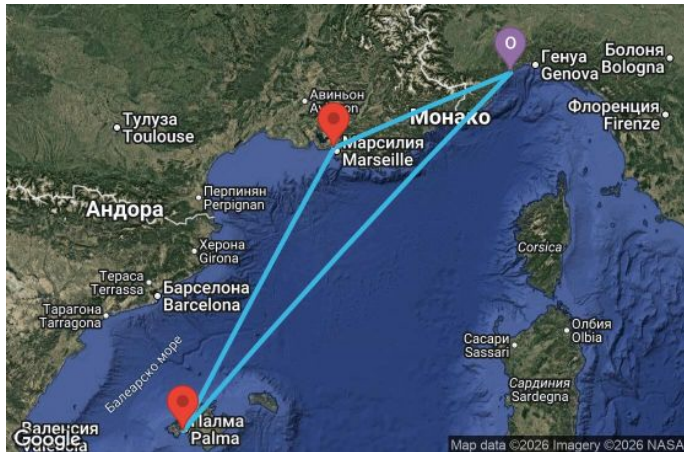 O
Генуа
Genova
Болоня
Bologna
Авиньон
Монако
Флоренция
Firenze
Тулуза
Toulouse
Марсилия
Marseille
Перпинян
Perpignan
Андора
Corsica
Херона
Girona
Тераса
Terrassa
Барселона
Barcelona
Тарагона
Tarragona
Балеарско море
Олбия
Olbia
Сасари
Sassari
Сардиния
Sardegna
Палма
Palma
Валенсия
Google
Map data ©2026 Imagery ©2026 NASA